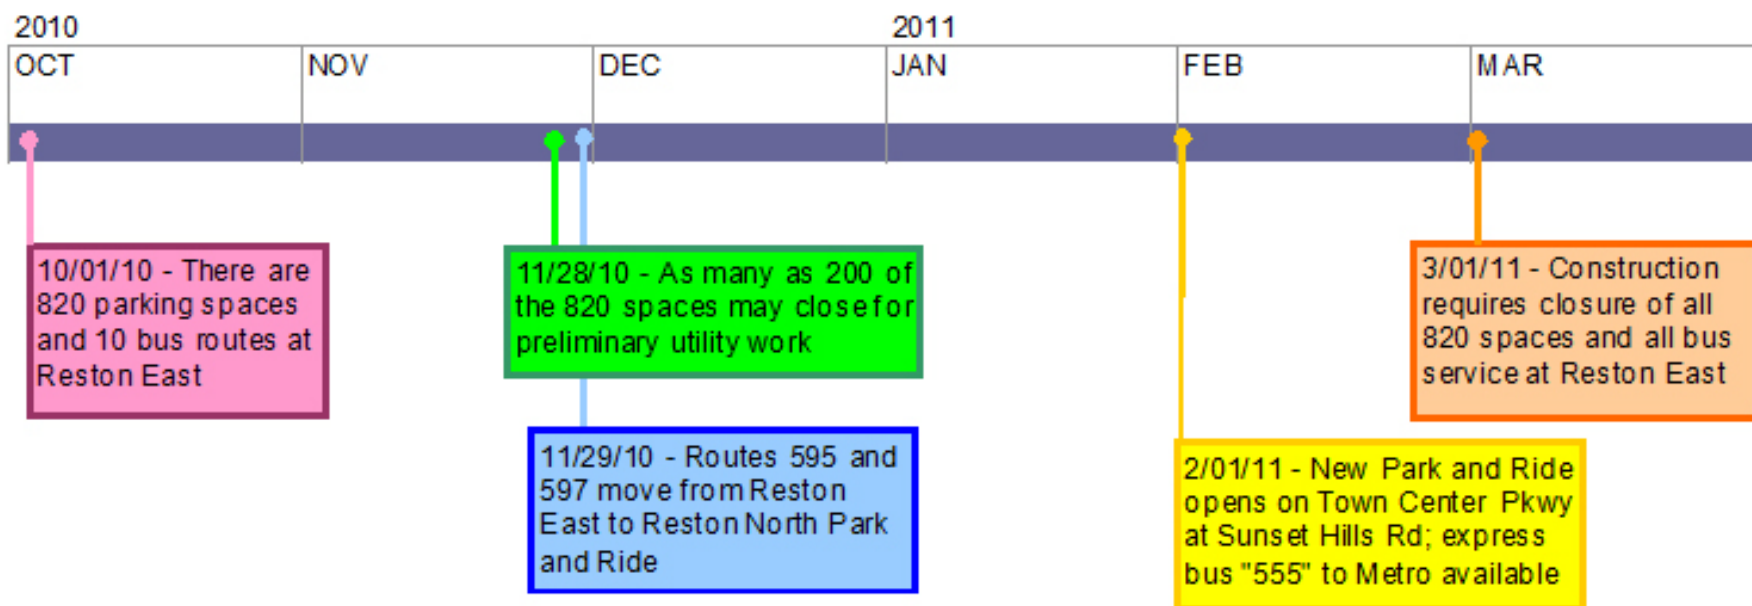 2010
2011
OCT
NOV
DEC
JAN
FEB
MAR
10/01/10 - There are
820 parking spaces
and 10 bus routes at
Reston East
11/28/10 - As many as 200 of
the 820 spaces may close for
preliminary utility work
11/29/10 - Routes 595 and
597 move from Reston
East to Reston North Park
and Ride
2/01/11 - New Park and Ride
opens on Town Center Pkwy
at Sunset Hills Rd; express
bus "555" to Metro available
3/01/11 - Construction
requires closure of all
820 spaces and all bus
service at Reston East